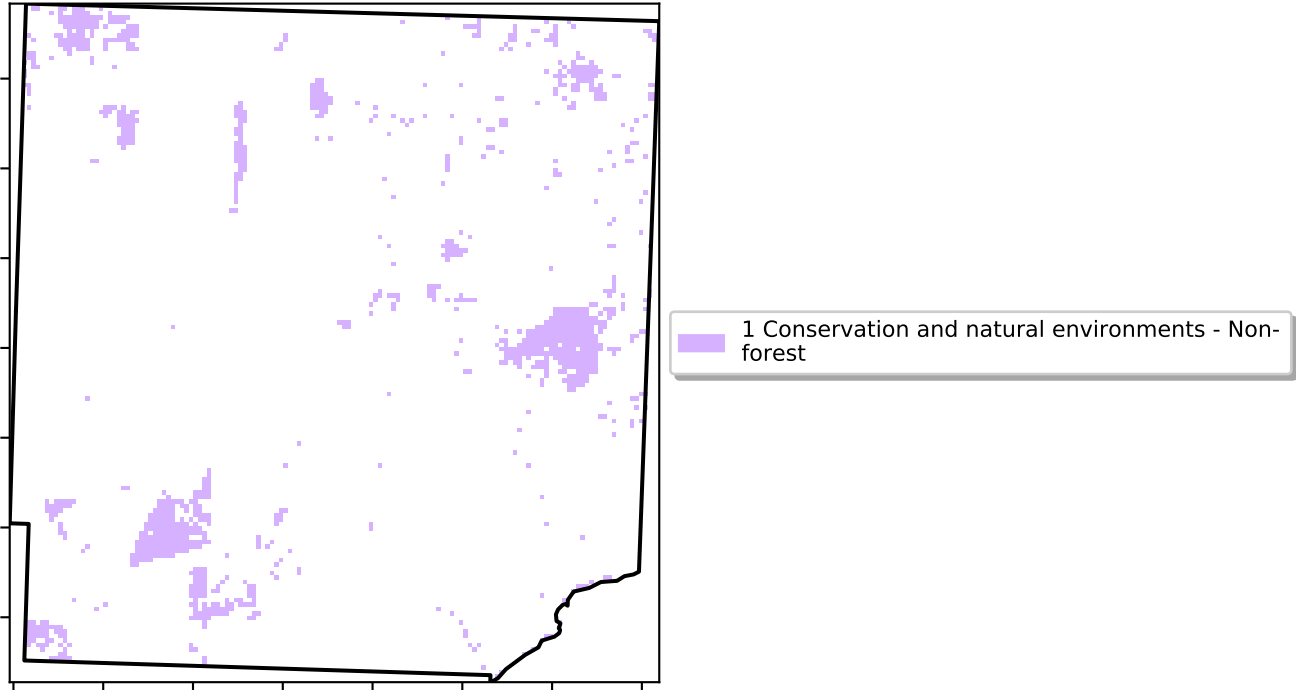 1 Conservation and natural environments - Non-
forest